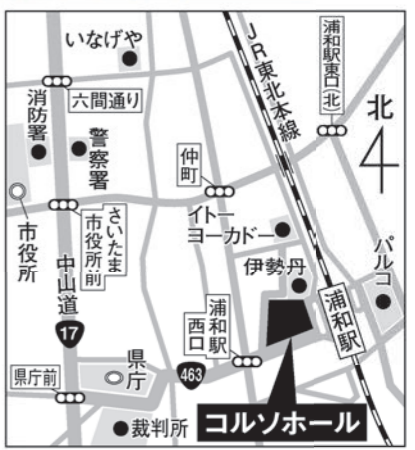 いなげや
JR東北本線
浦和駅東口(北)
北
六間通り
消防署
警察署
仲町
市役所
さいたま
市役所前
イトー
ヨーカドー
伊勢丹
パルコ
中山道
17
浦和駅
西口
浦和駅
県庁前
県庁
463
裁判所
コルソホール